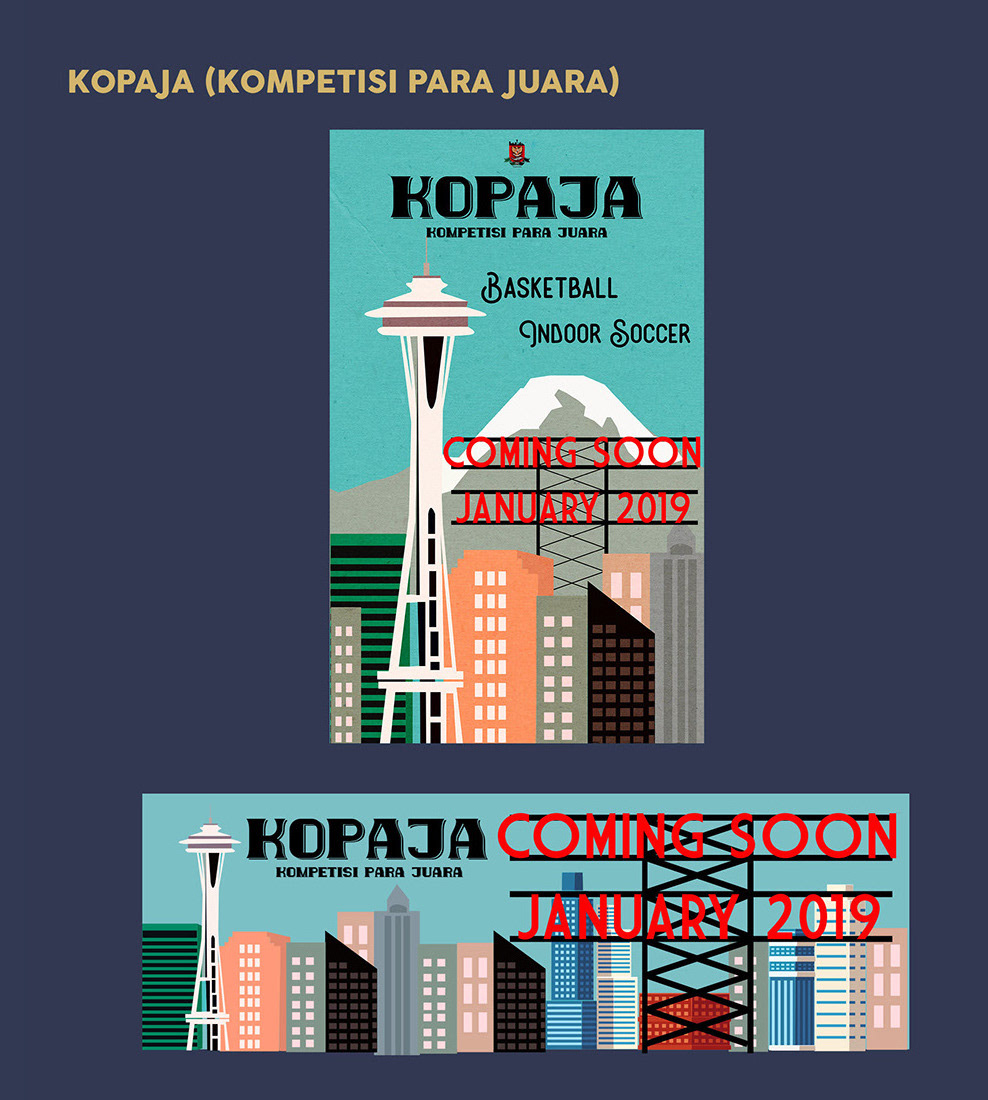 KOPAJA (KOMPETISI PARA JUARA)
KOPAJA
KOMPETISI PARA JUARA
BASKETBALL
INDOOR SOCCER
COMING SOON
JANUARY 2019
KOPAJA
KOMPETISI PARA JUARA
COMING SOON
JANUARY 2019